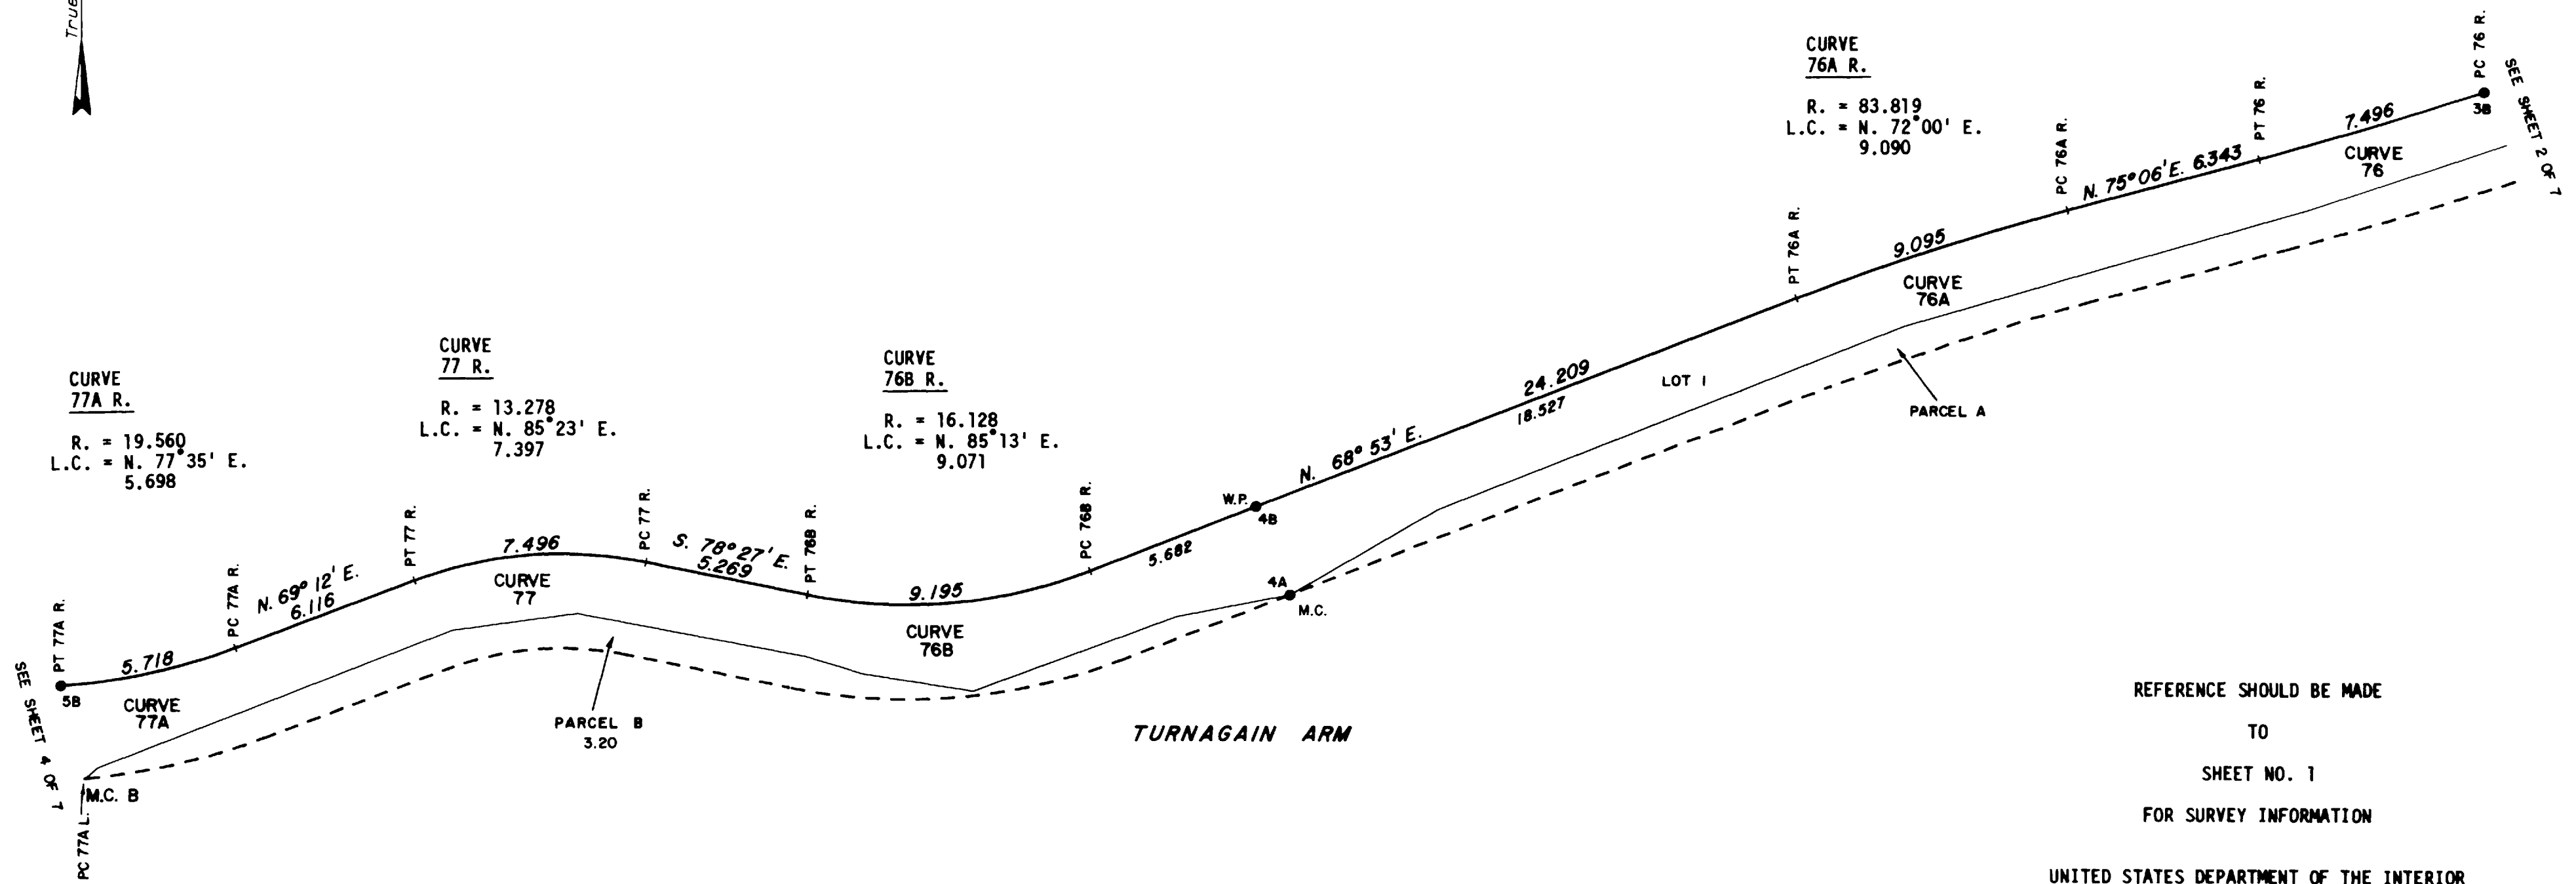 True
CURVE
76A R.
R. = 83.819
L.C. = N. 72°00' E.
9.090
PC 76 R.
SEE SHEET 2 OF 7
3B
PT 76 R.
7.496
CURVE
76
PC 76A R.
N. 75°06' E. 6.343
PT 76A R.
9.095
CURVE
76A
PARCEL A
LOT 1
24.209
18.527
N. 68°53' E.
CURVE
77A R.
R. = 19.560
L.C. = N. 77°35' E.
5.698
CURVE
77 R.
R. = 13.278
L.C. = N. 85°23' E.
7.397
CURVE
76B R.
R. = 16.128
L.C. = N. 85°13' E.
9.071
W.P.
4B
5.682
PC 76B R.
4A
M.C.
PT 76B R.
9.195
CURVE
76B
PC 77 R.
S. 78°27' E.
5.269
PT 77 R.
7.496
CURVE
77
PC 77A R.
N. 69°12' E.
6.116
PT 77A R.
5.718
5B
CURVE
77A
SEE SHEET 4 OF 7
M.C. B
PC 77A L.
PARCEL B
3.20
TURNAGAIN ARM
REFERENCE SHOULD BE MADE
TO
SHEET NO. 1
FOR SURVEY INFORMATION
UNITED STATES DEPARTMENT OF THE INTERIOR